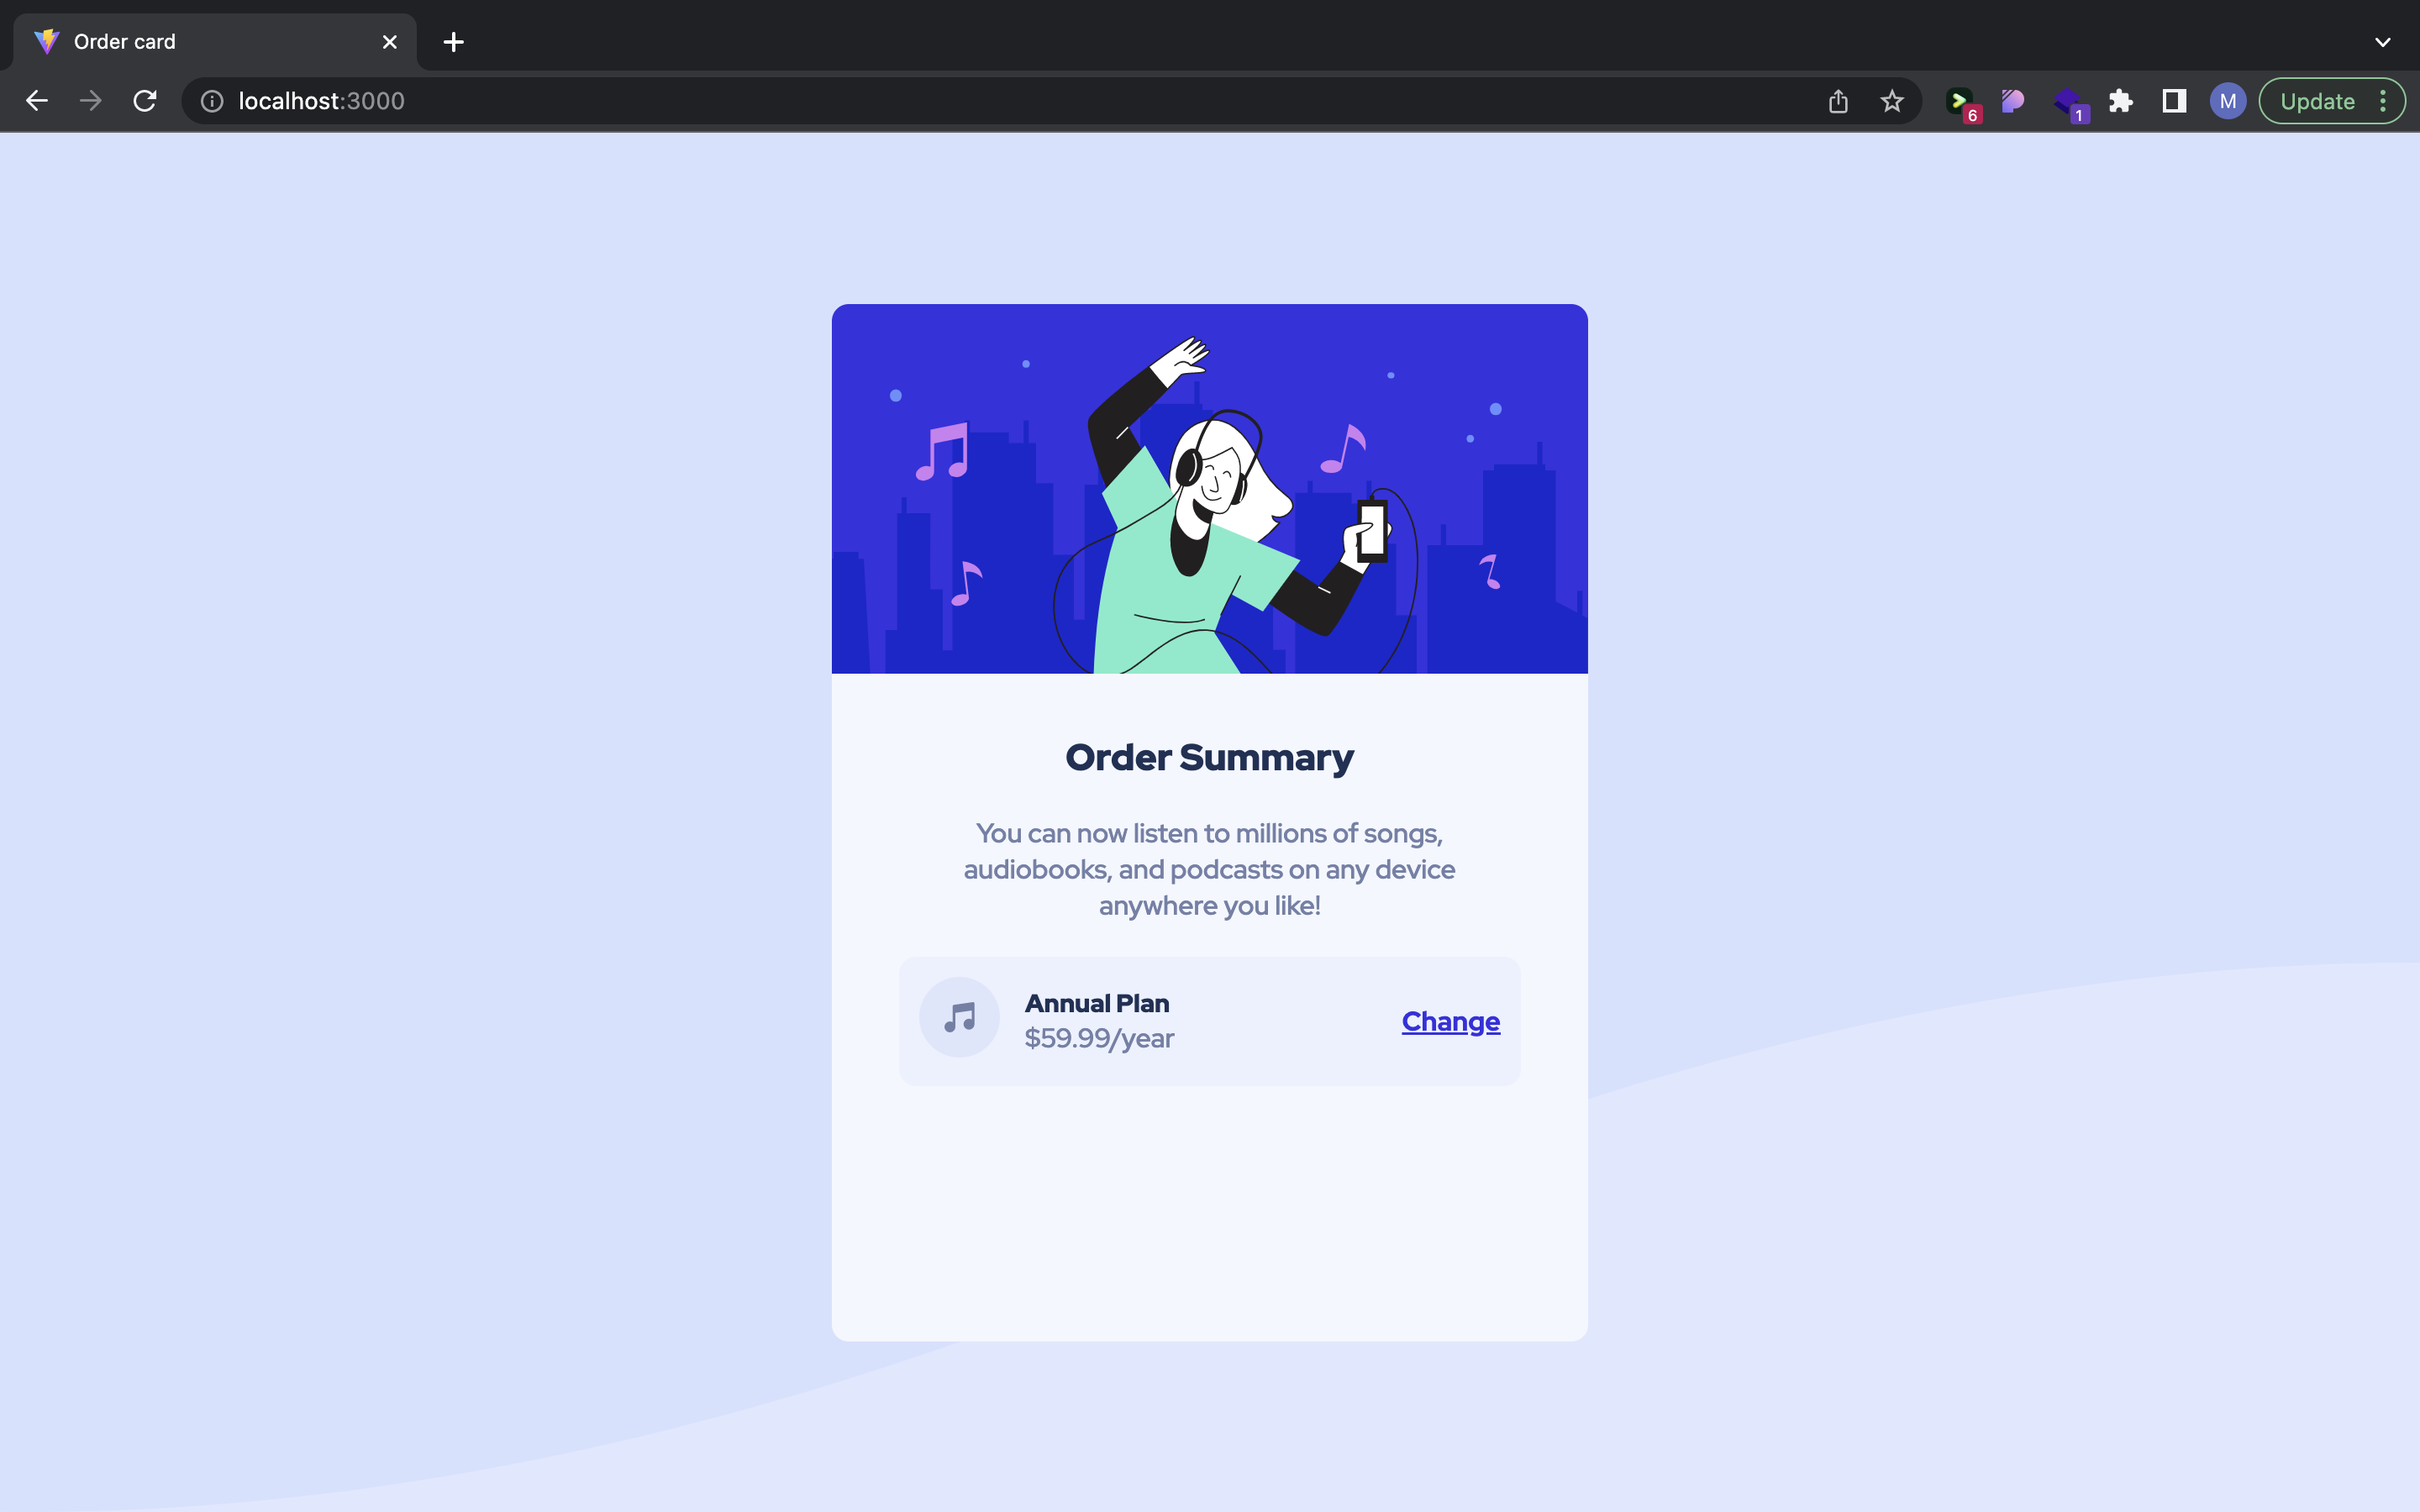 Order card
localhost:3000
6
1
M
Update
Order Summary
You can now listen to millions of songs,
audiobooks, and podcasts on any device
anywhere you like!
Annual Plan
$59.99/year
Change